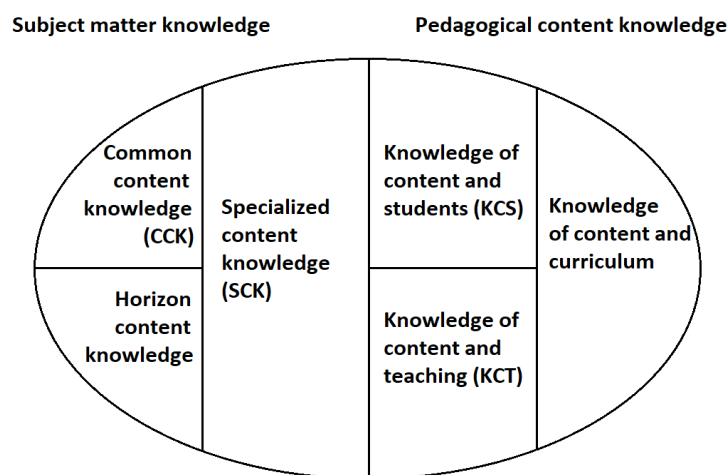 Subject matter knowledge
Pedagogical content knowledge
Common
content
knowledge
(CCK)
Horizon
content
knowledge
Specialized
content
knowledge
(SCK)
Knowledge of
content and
students (KCS)
Knowledge of
content and
teaching (KCT)
Knowledge
of content and
curriculum